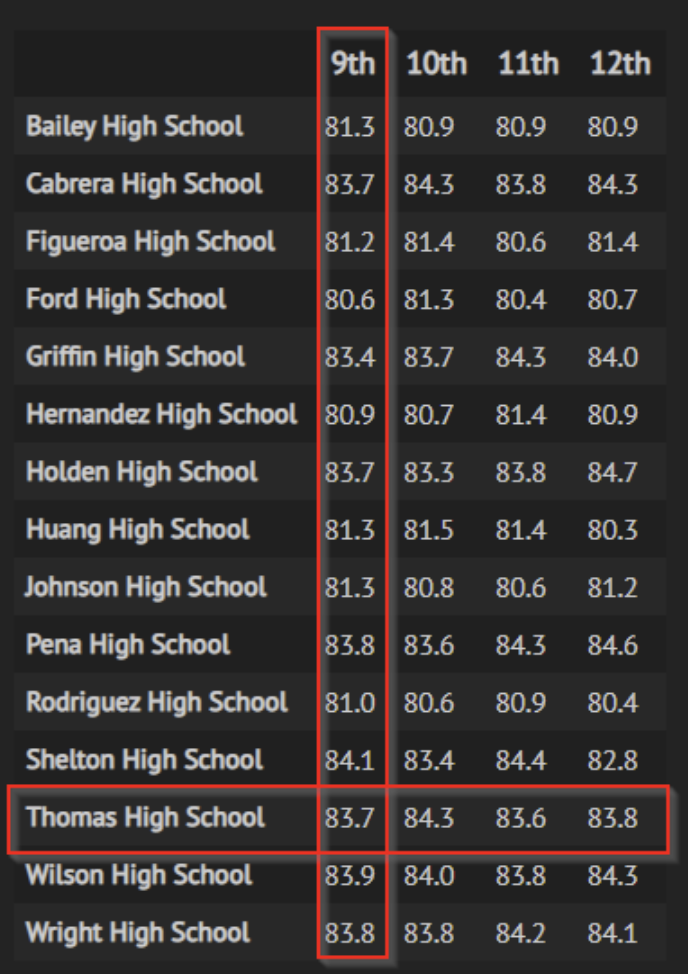 9th 10th 11th 12th
Bailey High School 81.3 80.9 80.9 80.9
Cabrera High School 83.7 84.3 83.8 84.3
Figueroa High School 81.2 81.4 80.6 81.4
Ford High School 80.6 81.3 80.4 80.7
Griffin High School 83.4 83.7 84.3 84.0
Hernandez High School 80.9 80.7 81.4 80.9
Holden High School 83.7 83.3 83.8 84.7
Huang High School 81.3 81.5 81.4 80.3
Johnson High School 81.3 80.8 80.6 81.2
Pena High School 83.8 83.6 84.3 84.6
Rodriguez High School 81.0 80.6 80.9 80.4
Shelton High School 84.1 83.4 84.4 82.8
Thomas High School 83.7 84.3 83.6 83.8
Wilson High School 83.9 84.0 83.8 84.3
Wright High School 83.8 83.8 84.2 84.1